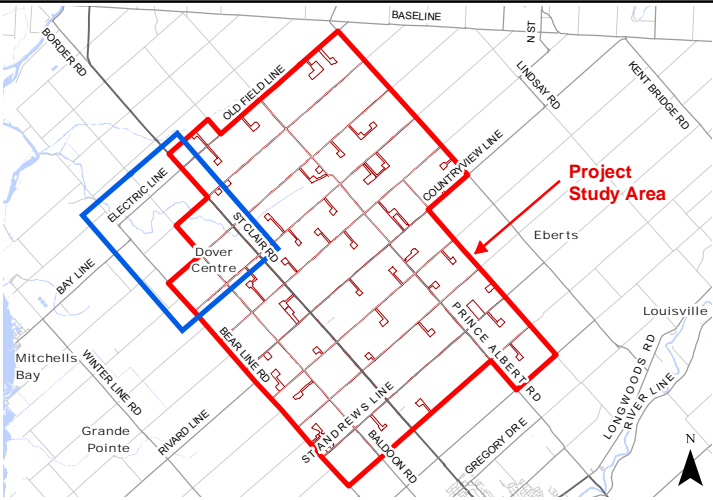 BASELINE
BORDER RD
N ST
LINDSAY RD
KENT BRIDGE RD
OLD FIELD LINE
COUNTRYVIEW LINE
Project
Study Area
ELECTRIC LINE
ST CLAIR RD
Dover
Centre
Eberts
BAY LINE
Louisville
PRINCE ALBERT RD
BEAR LINE RD
Mitchells
Bay
WINTER LINE RD
LONGWOODS RD
RIVER LINE
Grande
Pointe
RIVARD LINE
ST ANDREWS LINE
BALDOON RD
GREGORY DR E
N